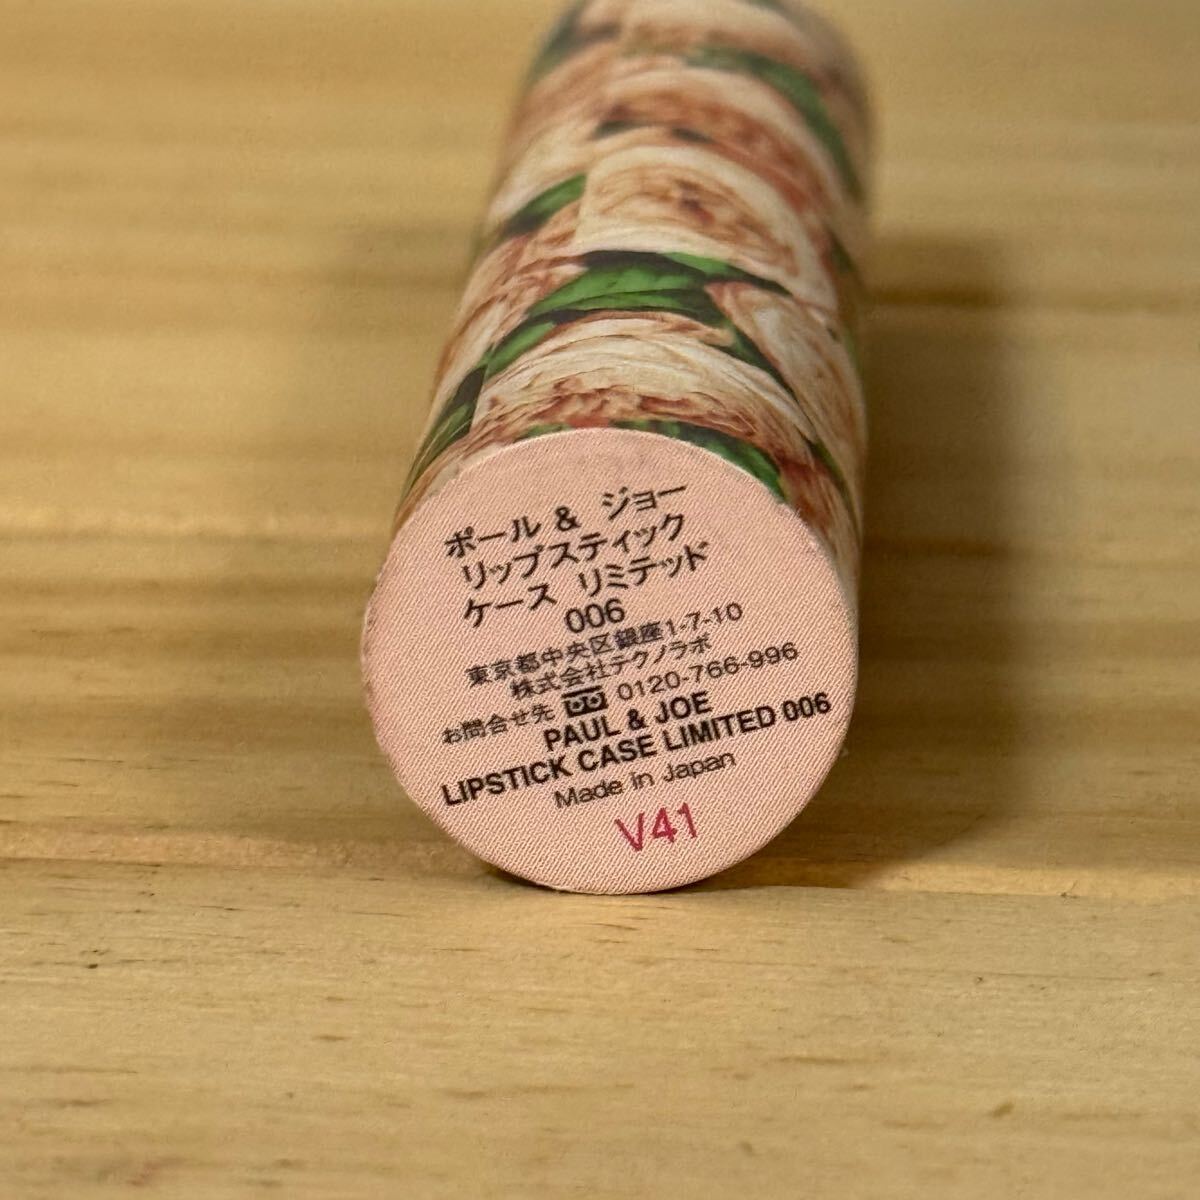 ポール & ジョー
リップスティック
ケース リミテッド
006
東京都中央区銀座1-7-10
株式会社テクノラボ
お問合せ先 0120-766-996
PAUL & JOE
LIPSTICK CASE LIMITED 006
Made in Japan
V41